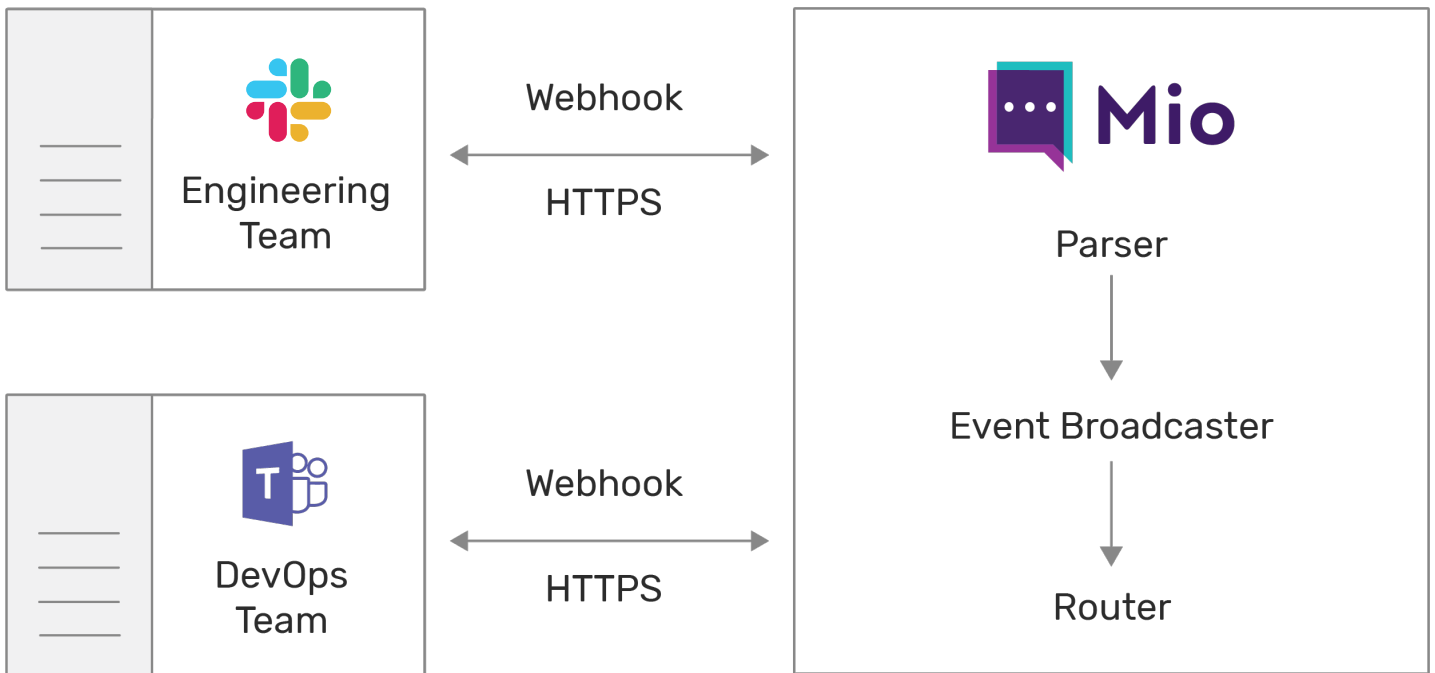 Engineering
Team
Webhook
HTTPS
Mio
Parser
Event Broadcaster
Router
T
DevOps
Team
Webhook
HTTPS